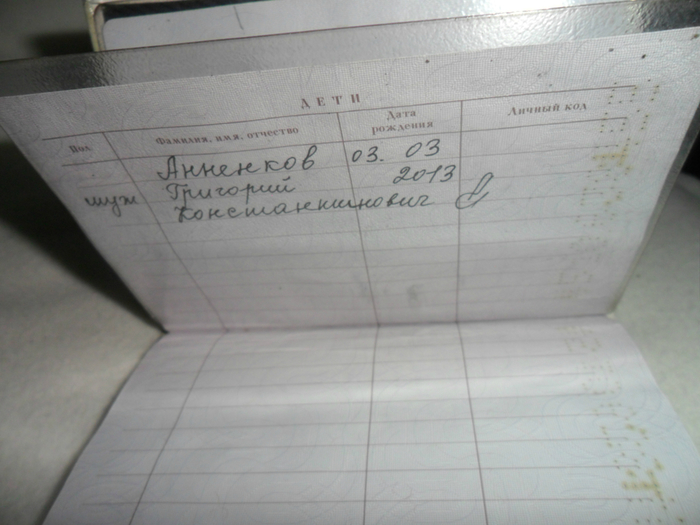 ДЕТИ
Пол Фамилия, имя, отчество Дата рождения Личный код
Анненков 03. 03
муж Григорий 2013
Константинович